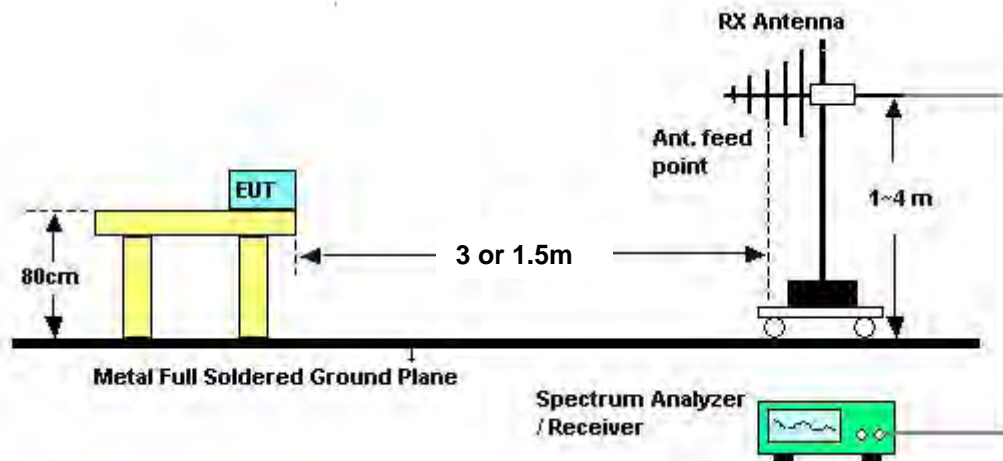 RX Antenna
Ant. feed
point
EUT
1~4 m
3 or 1.5m
80cm
Metal Full Soldered Ground Plane
Spectrum Analyzer
/ Receiver